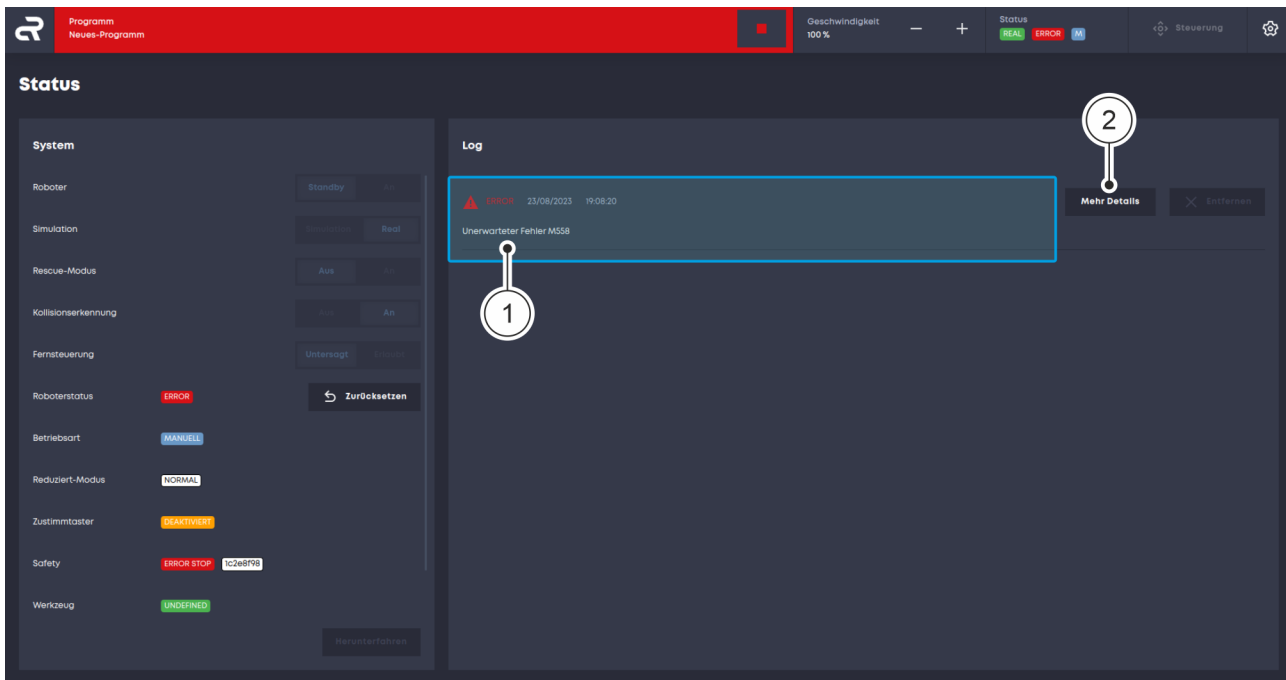 Programm
Neues-Programm
Geschwindigkeit
100 %
Status
REAL ERROR M
Steuerung
Status
System
Roboter
Standby An
Simulation
Simulation Real
Rescue-Modus
Aus An
Kollisionserkennung
Aus An
Fernsteuerung
Untersagt Erlaubt
Roboterstatus
ERROR
Zurücksetzen
Betriebsart
MANUELL
Reduziert-Modus
NORMAL
Zustimmtaster
DEAKTIVIERT
Safety
ERROR STOP 1c2e8f98
Werkzeug
UNDEFINED
Herunterfahren
Log
ERROR 23/08/2023 19:08:20
Unerwarteter Fehler M558
Mehr Details
Entfernen
1
2